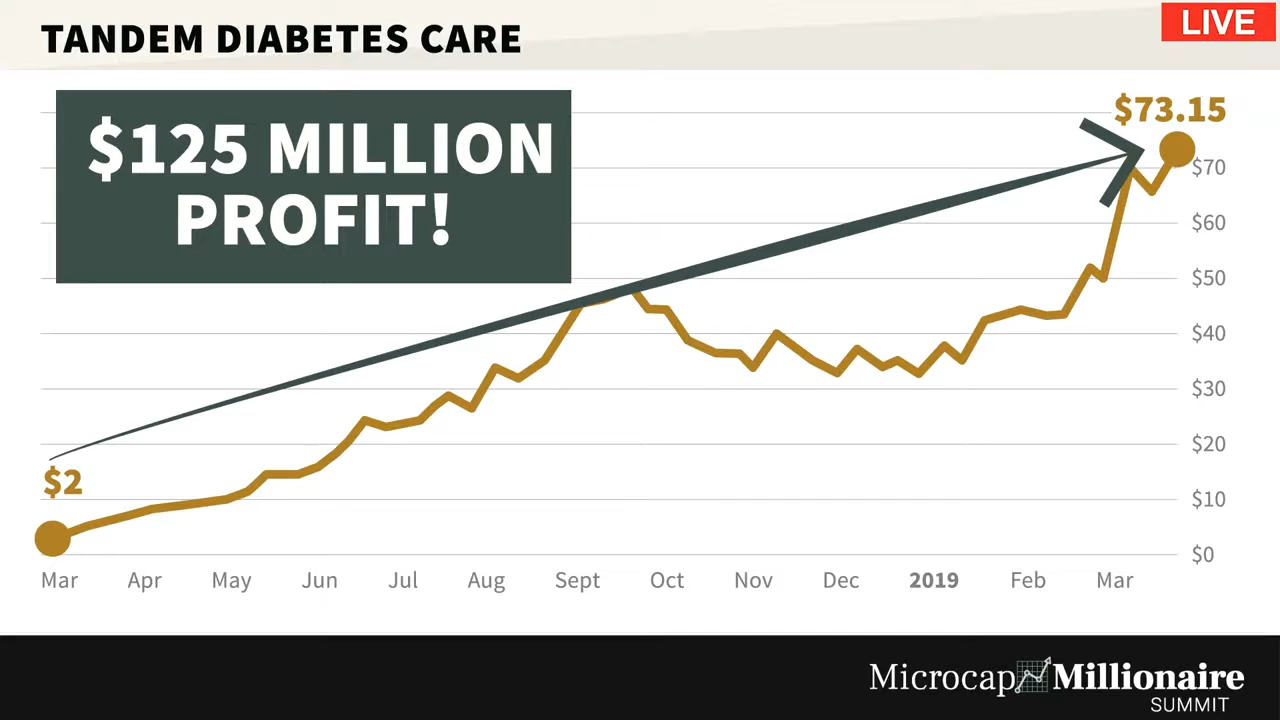 TANDEM DIABETES CARE
LIVE
$125 MILLION
PROFIT!
$73.15
$70
$60
$50
$40
$30
$20
$10
$0
$2
Mar Apr May Jun Jul Aug Sept Oct Nov Dec 2019 Feb Mar
Microcap Millionaire
SUMMIT